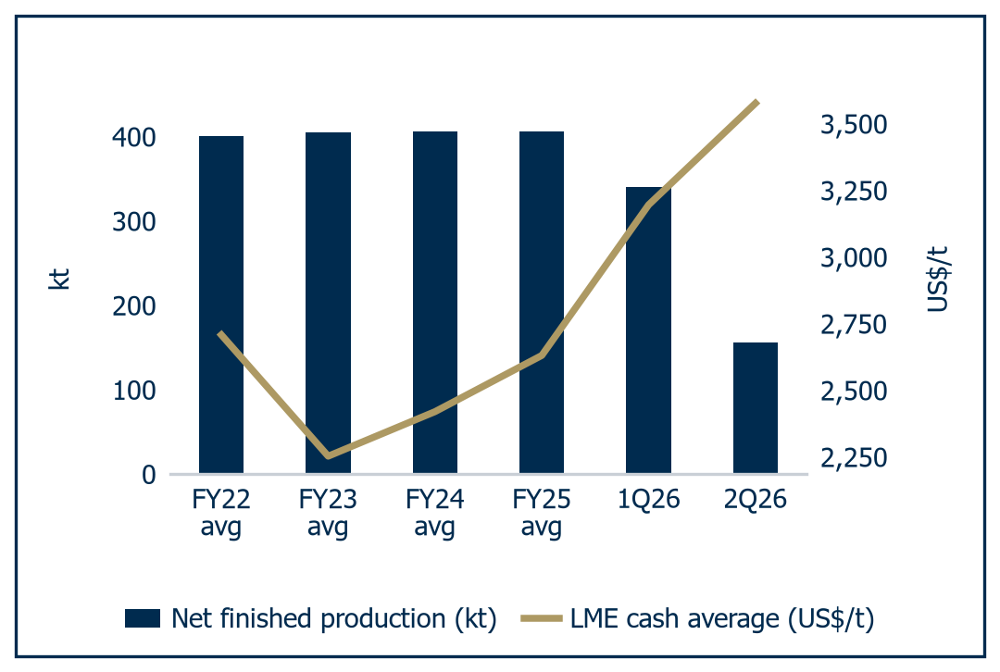 kt
400
300
200
100
0
3,500
3,250
3,000
2,750
2,500
2,250
US$/t
FY22 avg
FY23 avg
FY24 avg
FY25 avg
1Q26
2Q26
Net finished production (kt)
LME cash average (US$/t)